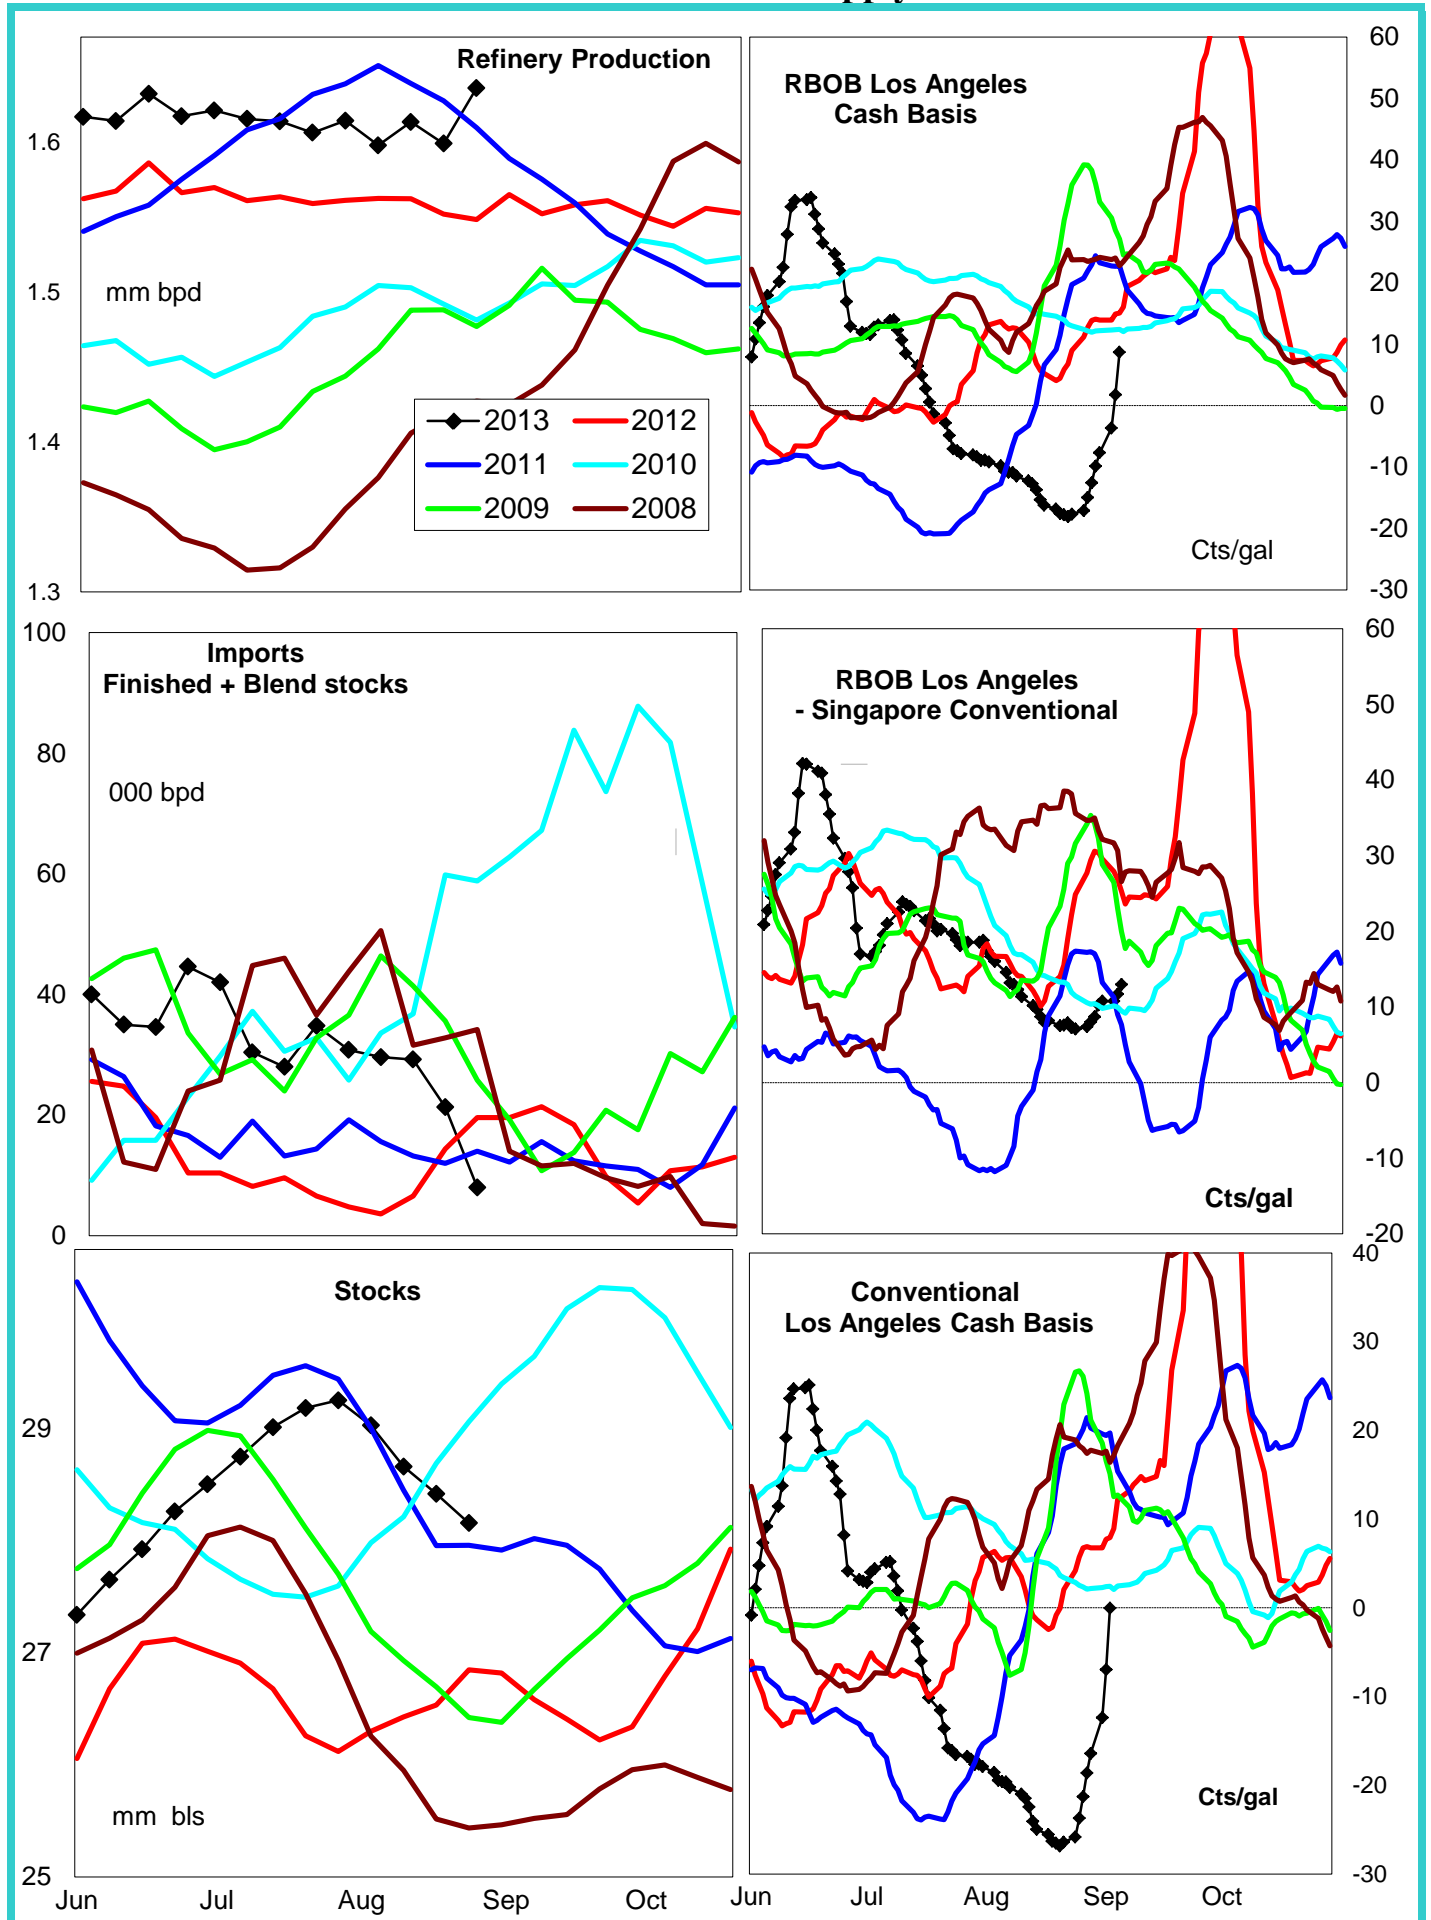 pply
Refinery Production
1.6
mm bpd
1.5
1.4
1.3
2013
2012
2011
2010
2009
2008
RBOB Los Angeles
Cash Basis
60
50
40
30
20
10
0
-10
-20
-30
Cts/gal
100
80
60
40
20
0
Imports
Finished + Blend stocks
000 bpd
RBOB Los Angeles
- Singapore Conventional
60
50
40
30
20
10
0
-10
-20
Cts/gal
Stocks
29
27
25
mm bls
Jun
Jul
Aug
Sep
Oct
Conventional
Los Angeles Cash Basis
40
30
20
10
0
-10
-20
-30
Cts/gal
Jun
Jul
Aug
Sep
Oct